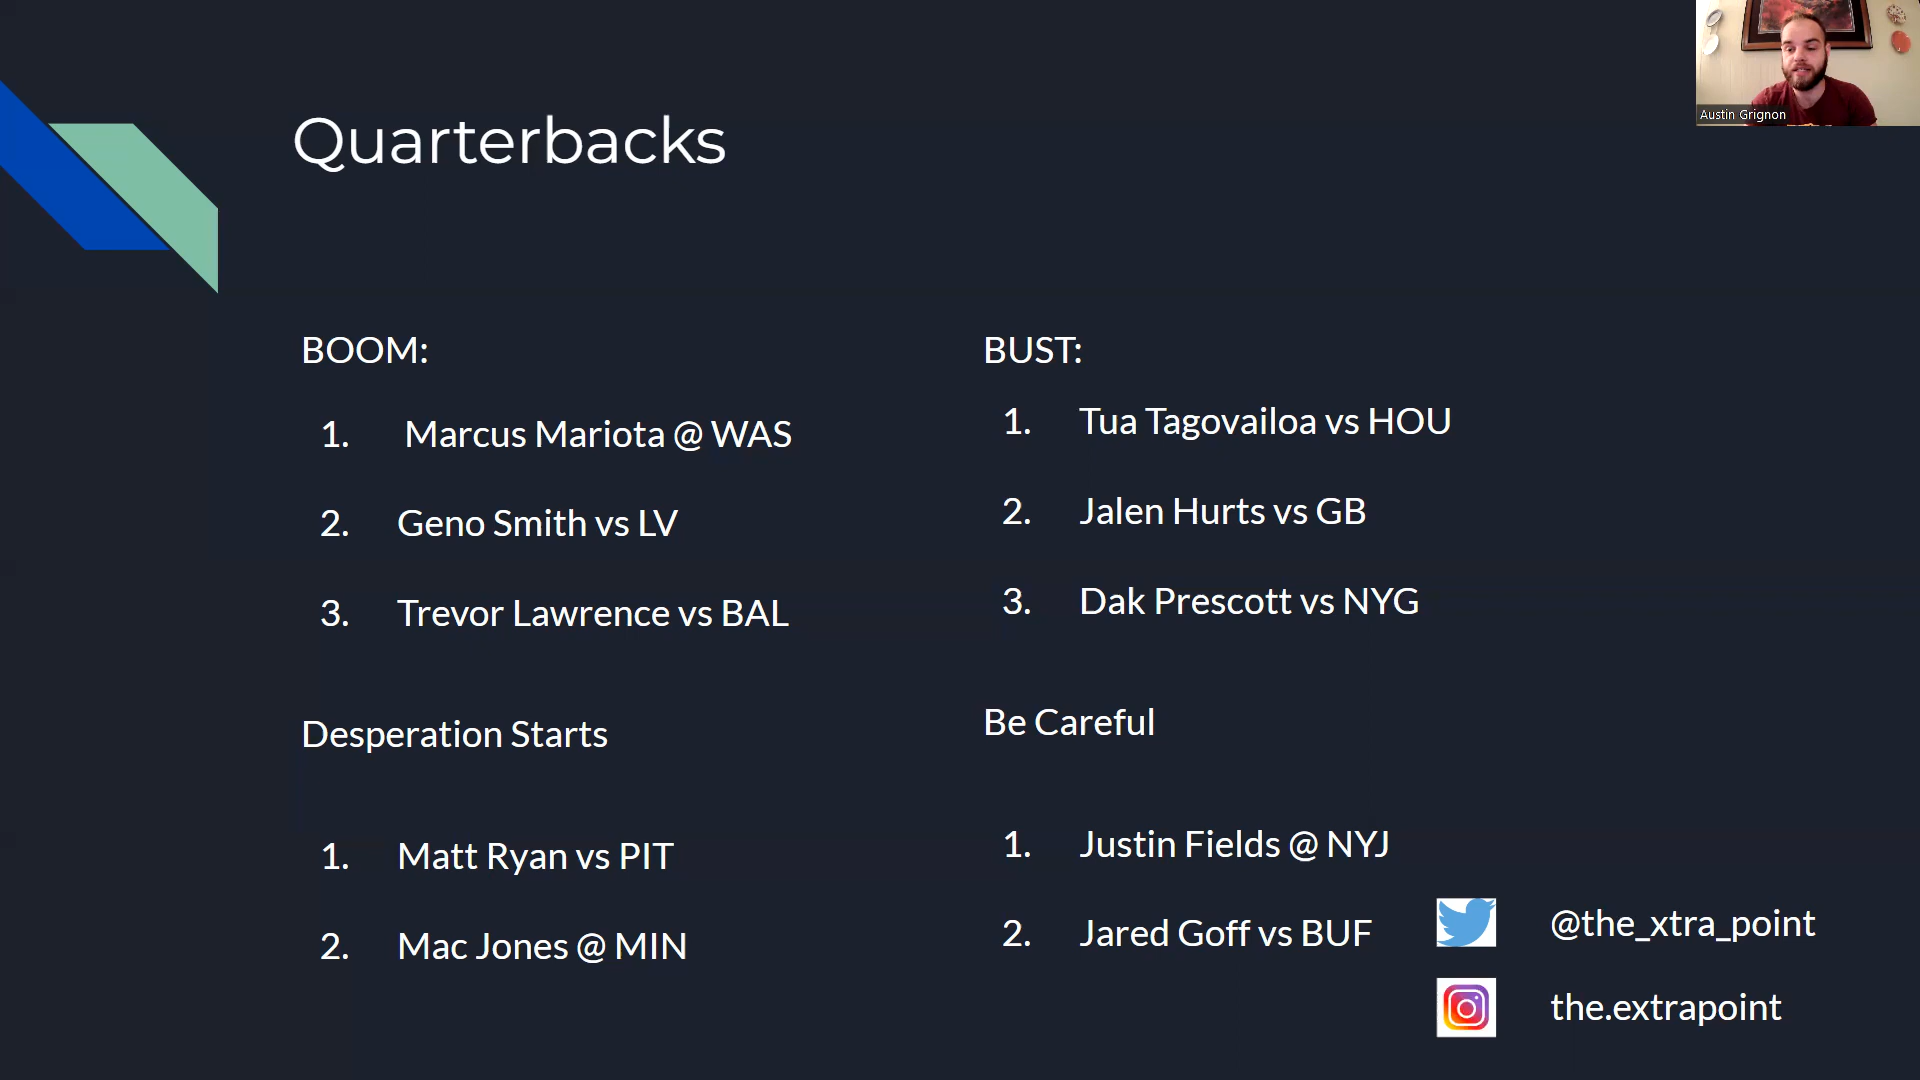 Austin Grignon
Quarterbacks
BOOM:
1. Marcus Mariota @ WAS
2. Geno Smith vs LV
3. Trevor Lawrence vs BAL
Desperation Starts
1. Matt Ryan vs PIT
2. Mac Jones @ MIN
BUST:
1. Tua Tagovailoa vs HOU
2. Jalen Hurts vs GB
3. Dak Prescott vs NYG
Be Careful
1. Justin Fields @ NYJ
2. Jared Goff vs BUF
@the_xtra_point
the.extrapoint